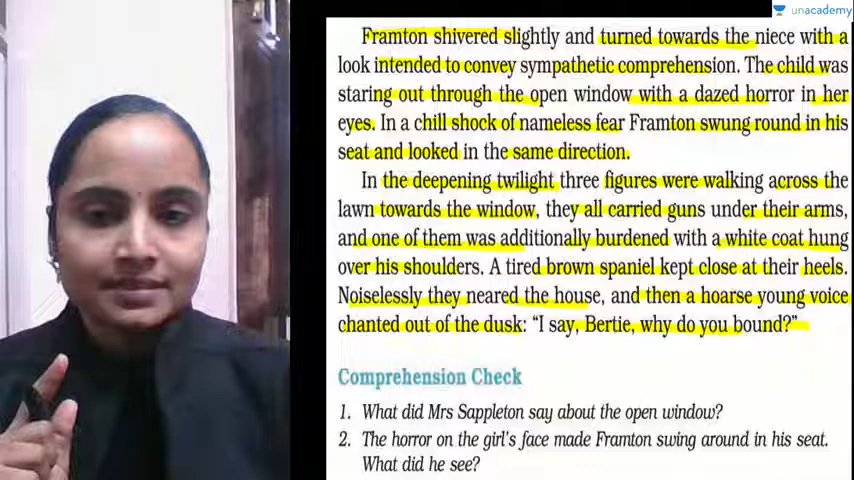 unacademy
Framton shivered slightly and turned towards the niece with a
look intended to convey sympathetic comprehension. The child was
staring out through the open window with a dazed horror in her
eyes. In a chill shock of nameless fear Framton swung round in his
seat and looked in the same direction.
In the deepening twilight three figures were walking across the
lawn towards the window, they all carried guns under their arms,
and one of them was additionally burdened with a white coat hung
over his shoulders. A tired brown spaniel kept close at their heels.
Noiselessly they neared the house, and then a hoarse young voice
chanted out of the dusk: “I say, Bertie, why do you bound?”
Comprehension Check
1. What did Mrs Sappleton say about the open window?
2. The horror on the girl's face made Framton swing around in his seat.
What did he see?